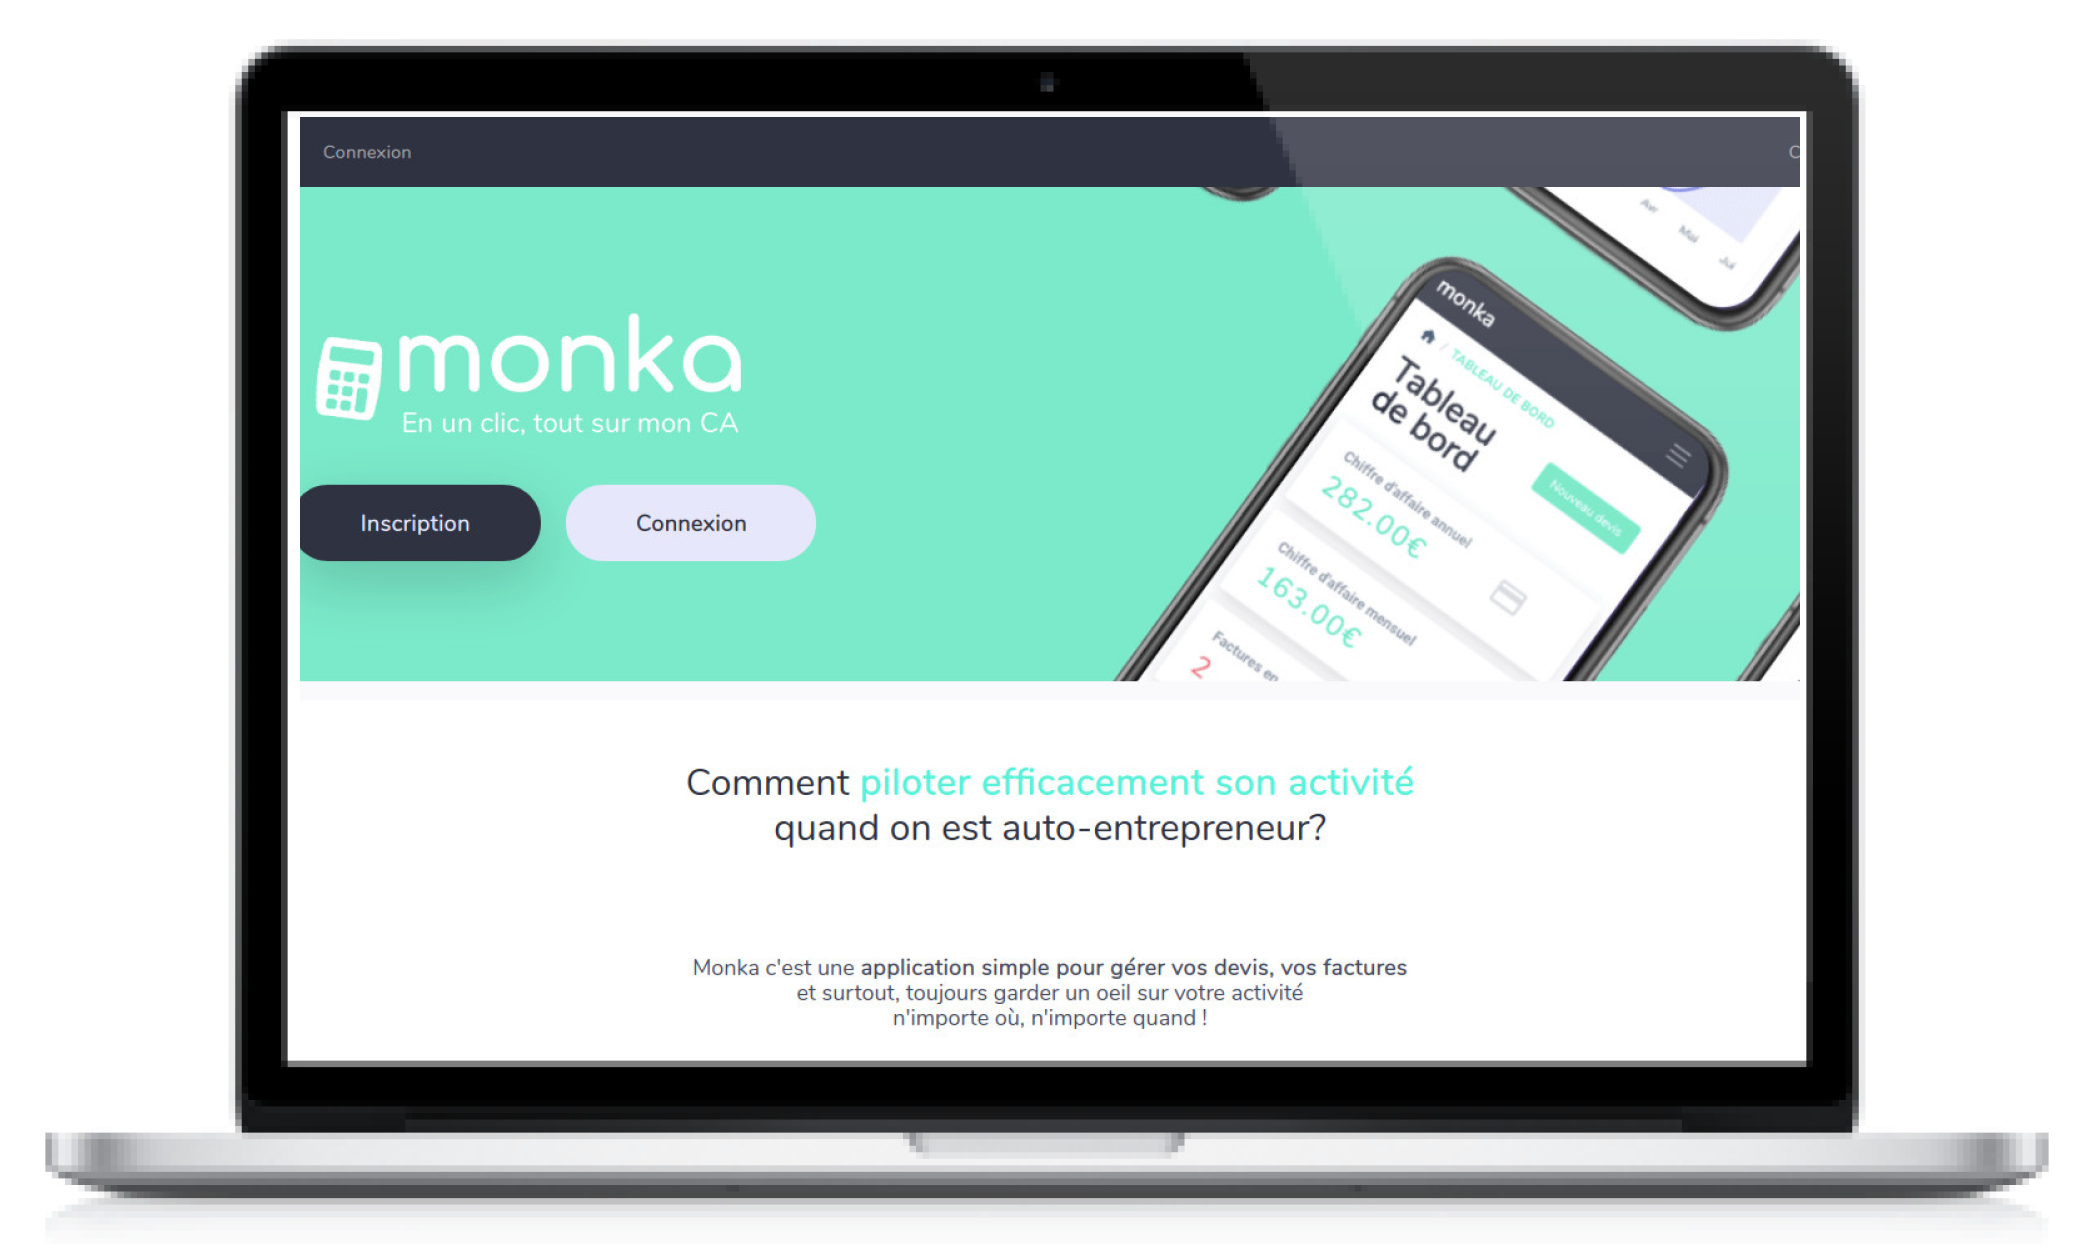 Connexion
C
monka
En un clic, tout sur mon CA
Inscription
Connexion
Avr
Mai
Jui
monka
/ TABLEAU DE BORD
Tableau
de bord
Nouveau devis
Chiffre d'affaire annuel
282.00€
Chiffre d'affaire mensuel
163.00€
Factures en
2
Comment piloter efficacement son activité
quand on est auto-entrepreneur?
Monka c'est une application simple pour gérer vos devis, vos factures
et surtout, toujours garder un oeil sur votre activité
n'importe où, n'importe quand !